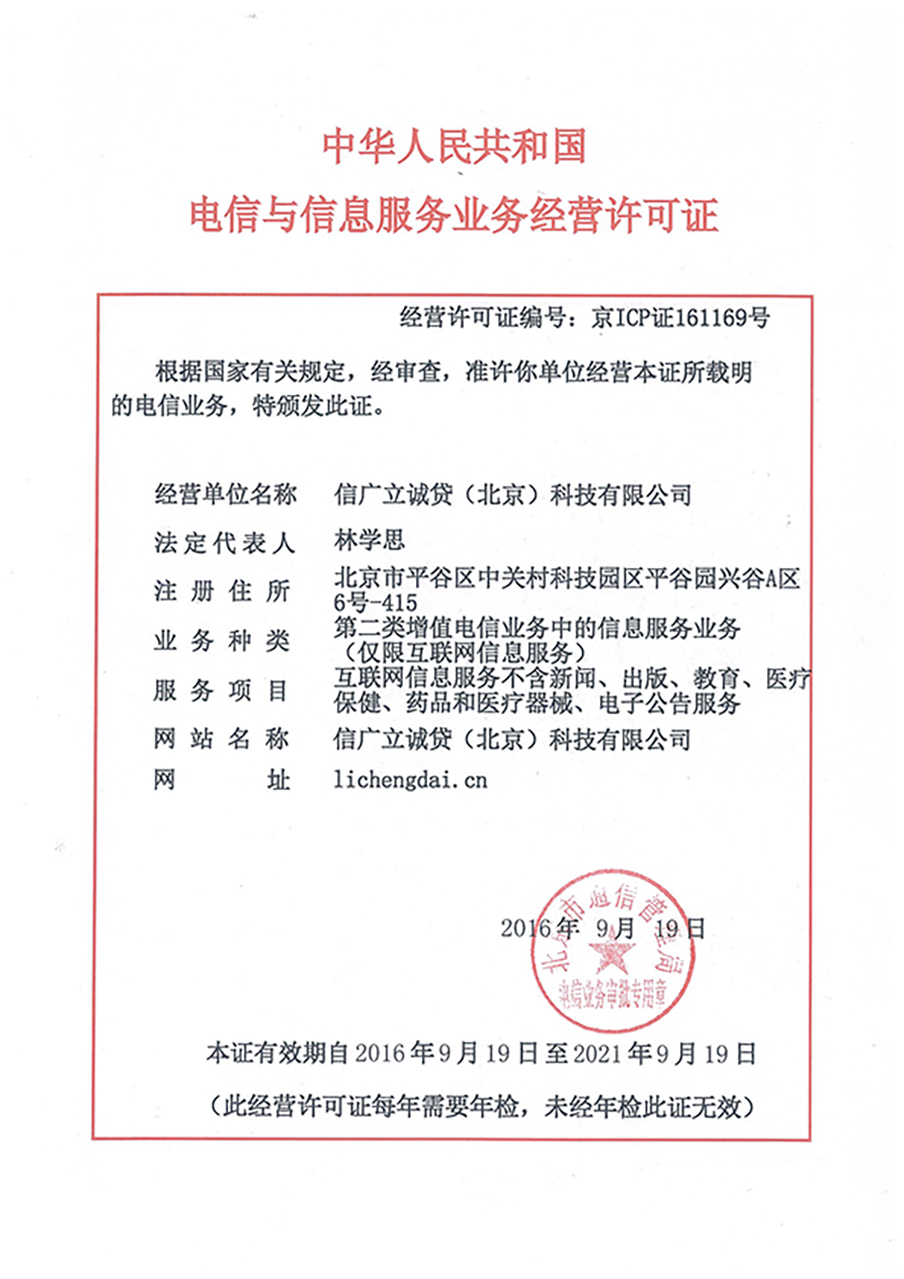 中华人民共和国
电信与信息服务业务经营许可证
经营许可证编号：京ICP证161169号
根据国家有关规定，经审查，准许你单位经营本证所载明
的电信业务，特颁发此证。
经营单位名称 信广立诚贷（北京）科技有限公司
法定代表人 林学思
注册住所 北京市平谷区中关村科技园区平谷园兴谷A区
6号-415
业务种类 第二类增值电信业务中的信息服务业务
（仅限互联网信息服务）
服务项目 互联网信息服务不含新闻、出版、教育、医疗
保健、药品和医疗器械、电子公告服务
网站名称 信广立诚贷（北京）科技有限公司
网址 lichengdai.cn
北京市通信管理局
2016年 9月 19日
电信业务审批专用章
本证有效期自2016年9月19日至2021年9月19日
（此经营许可证每年需要年检，未经年检此证无效）